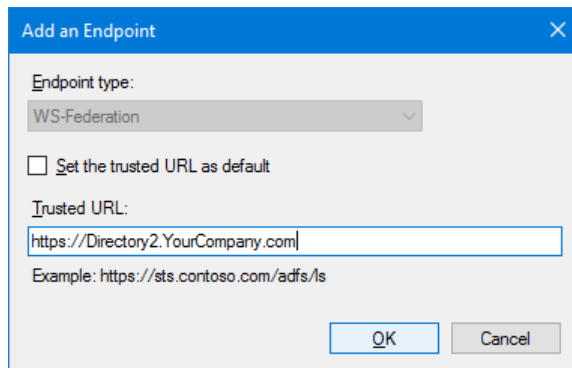 Add an Endpoint
Endpoint type:
WS-Federation
Set the trusted URL as default
Trusted URL:
https://Directory2.YourCompany.com
Example: https://sts.contoso.com/adfs/ls
OK
Cancel